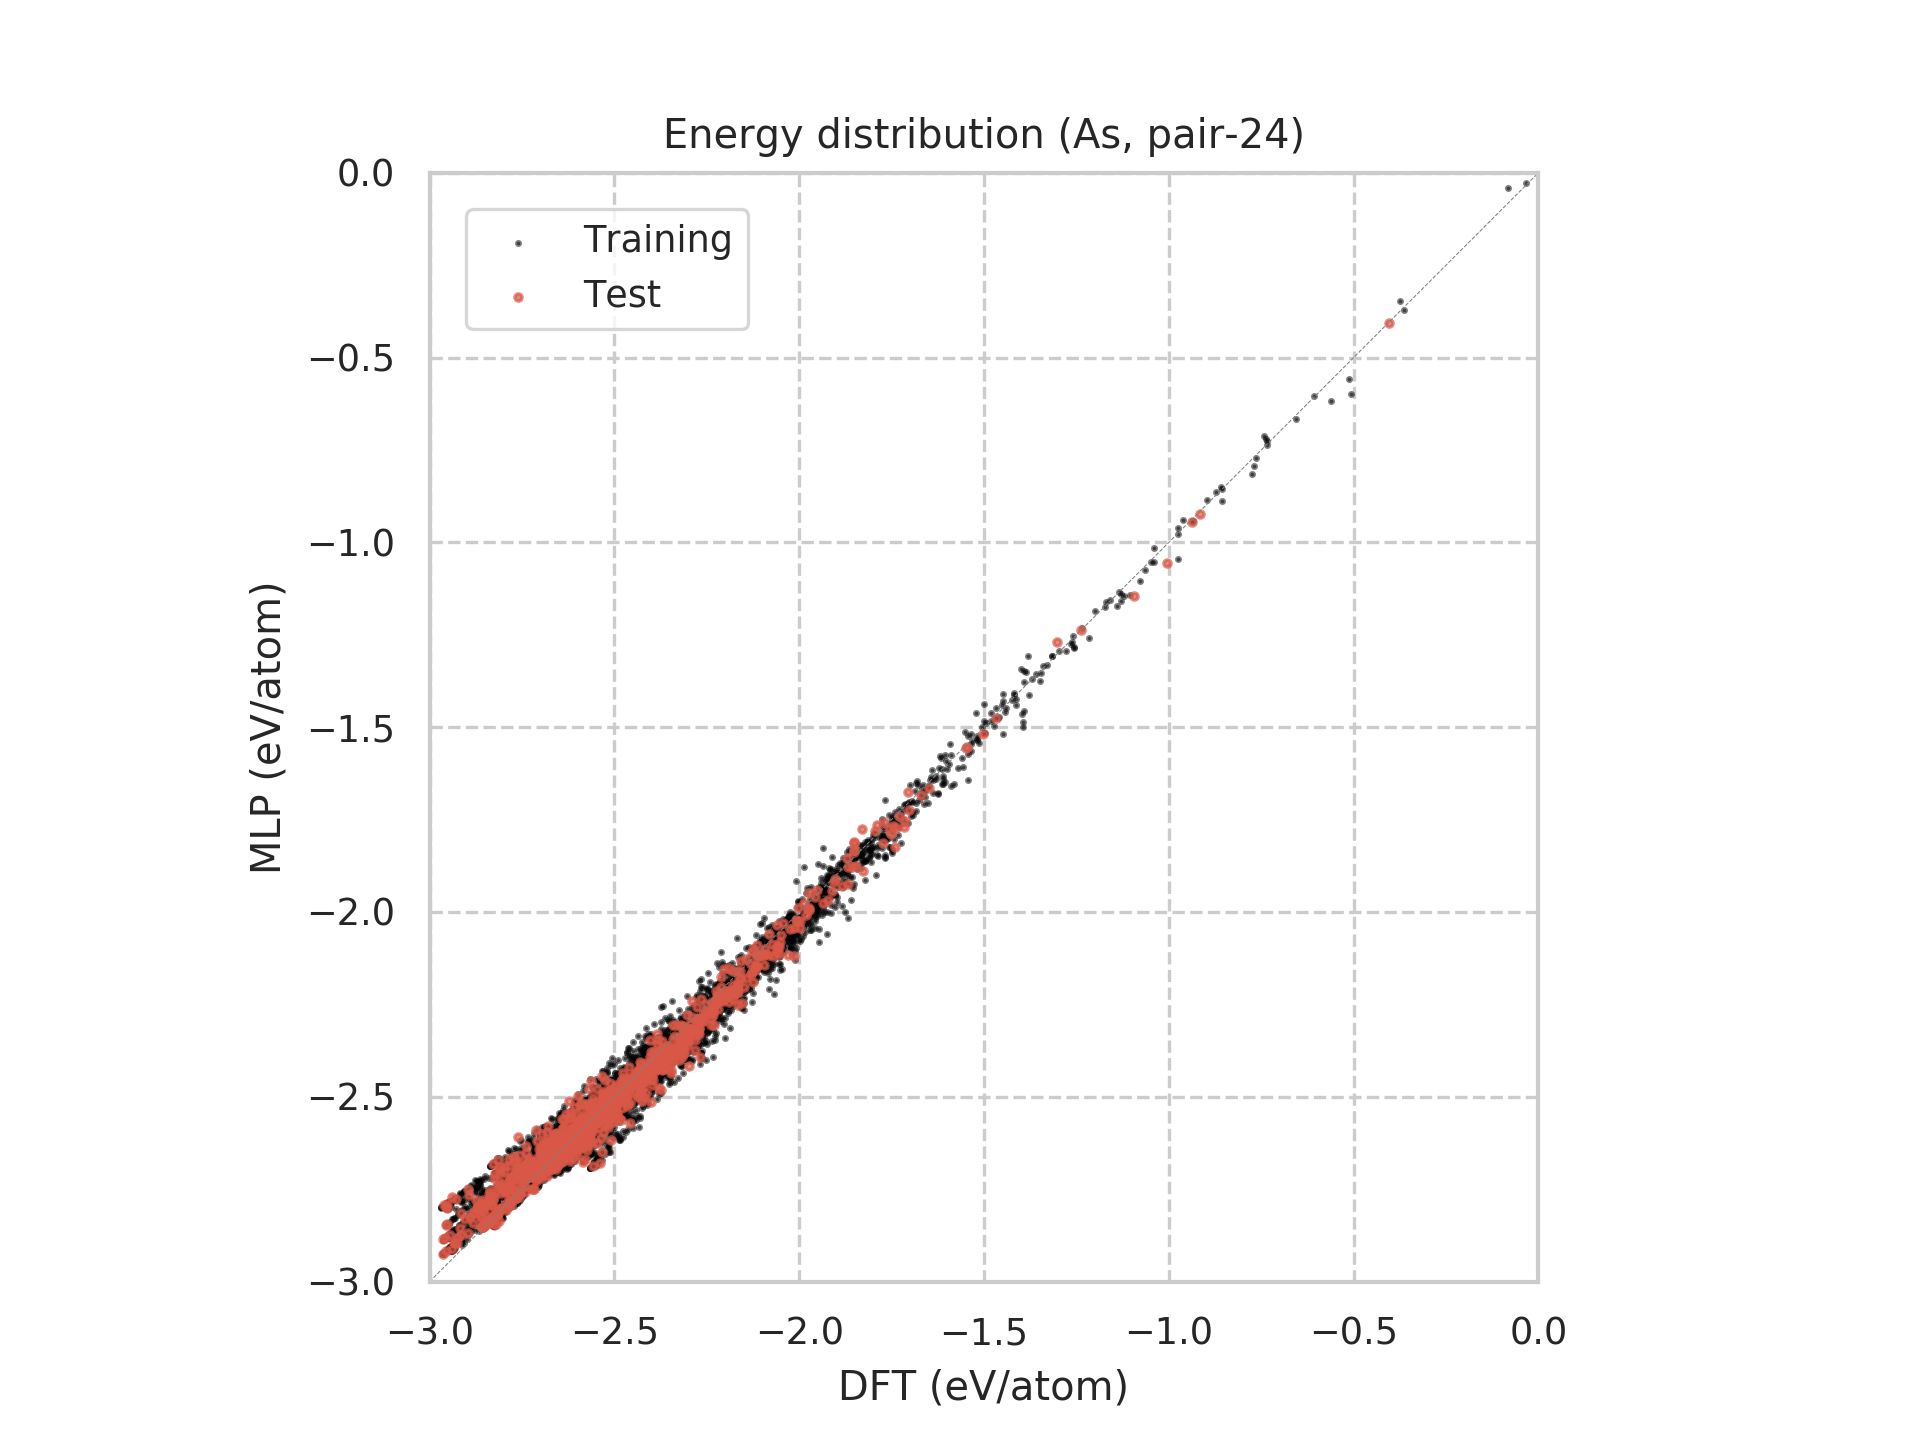 Energy distribution (As, pair-24)
0.0
−0.5
−1.0
−1.5
−2.0
−2.5
−3.0
MLP (eV/atom)
Training
Test
−3.0 −2.5 −2.0 −1.5 −1.0 −0.5 0.0
DFT (eV/atom)